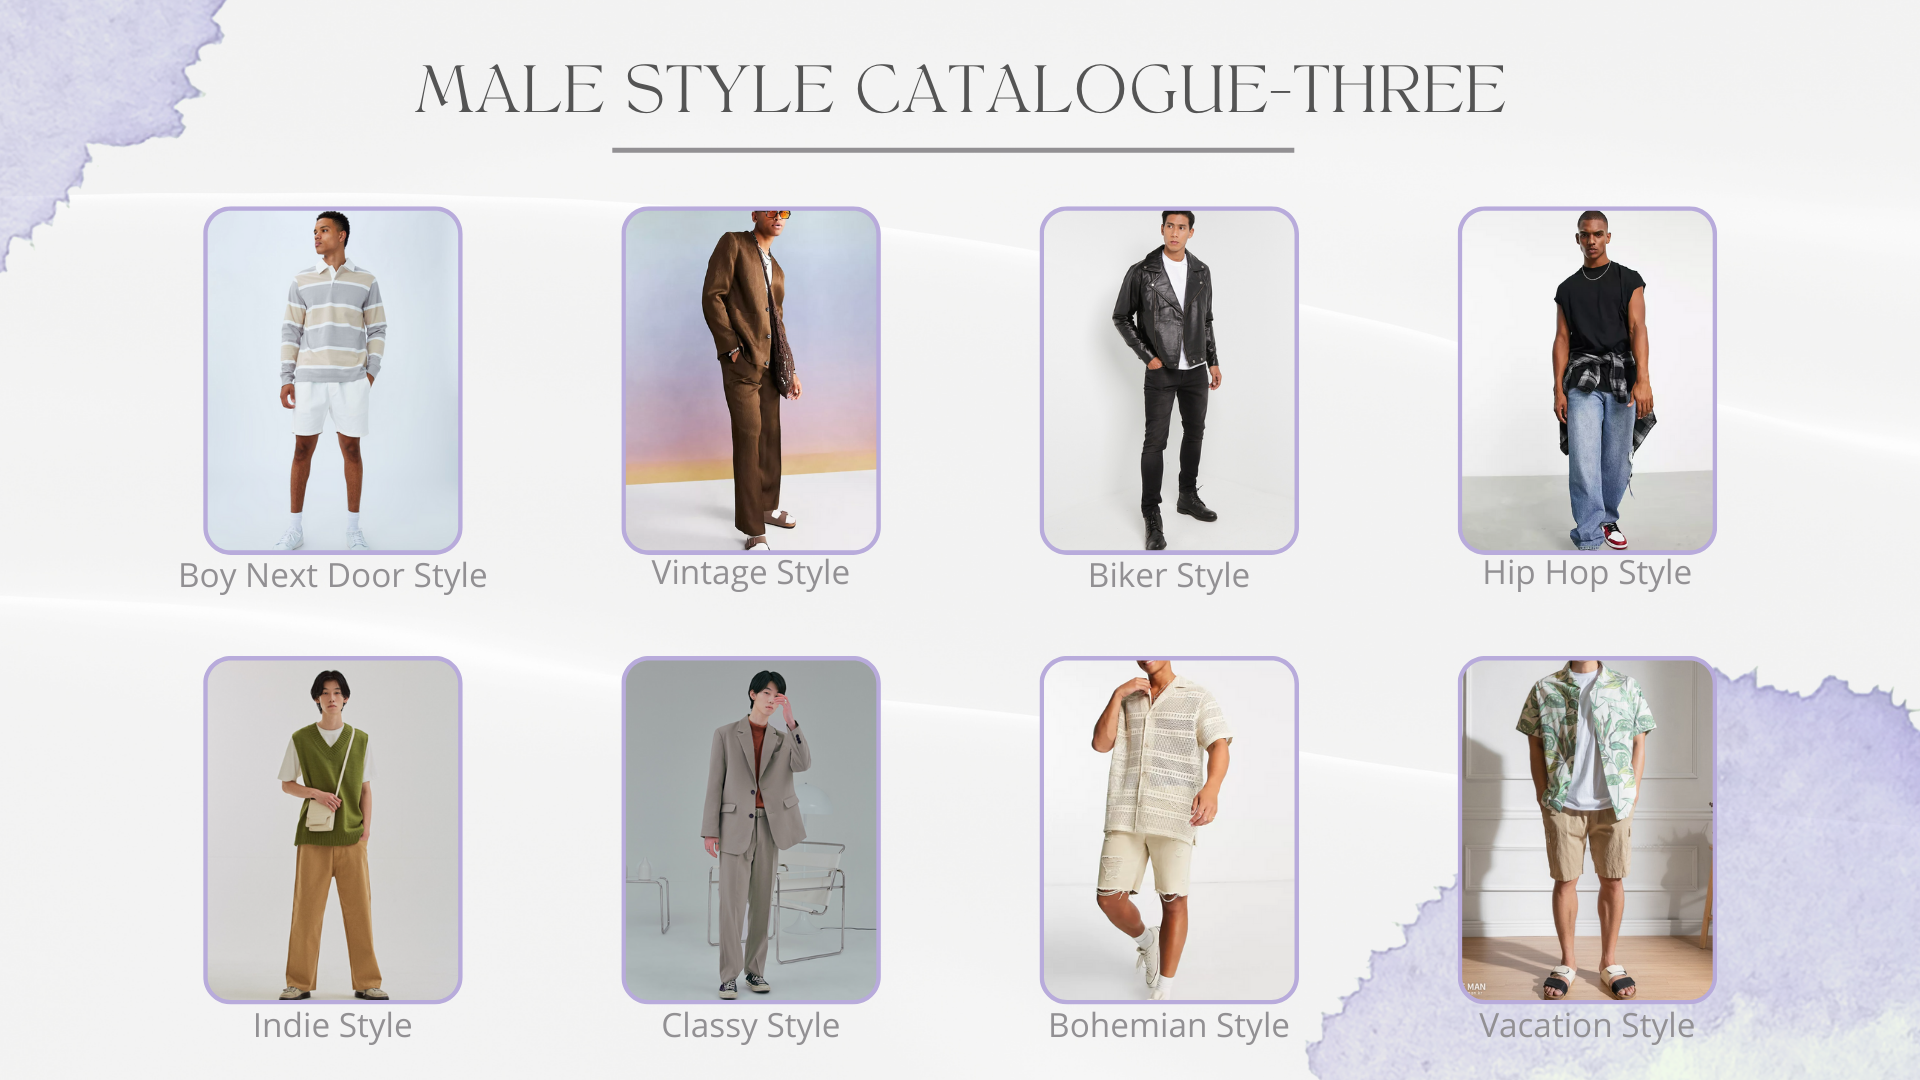 MALE STYLE CATALOGUE-THREE
Boy Next Door Style
Vintage Style
Biker Style
Hip Hop Style
Indie Style
Classy Style
Bohemian Style
Vacation Style
MAN